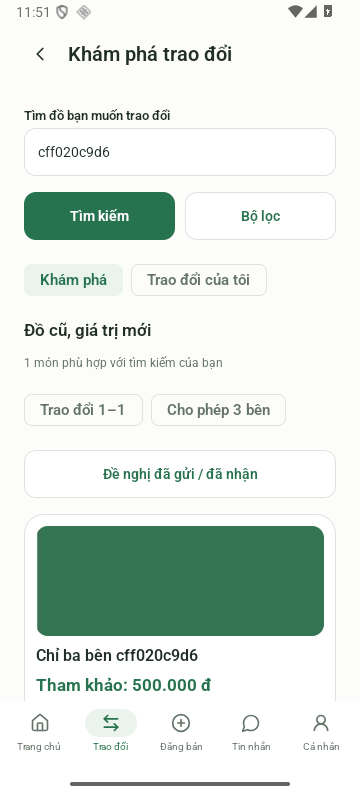 11:51
Khám phá trao đổi
Tìm đồ bạn muốn trao đổi
cff020c9d6
Tìm kiếm
Bộ lọc
Khám phá
Trao đổi của tôi
Đồ cũ, giá trị mới
1 món phù hợp với tìm kiếm của bạn
Trao đổi 1–1
Cho phép 3 bên
Đề nghị đã gửi / đã nhận
Chỉ ba bên cff020c9d6
Tham khảo: 500.000 đ
Trang chủ
Trao đổi
Đăng bán
Tin nhắn
Cá nhân